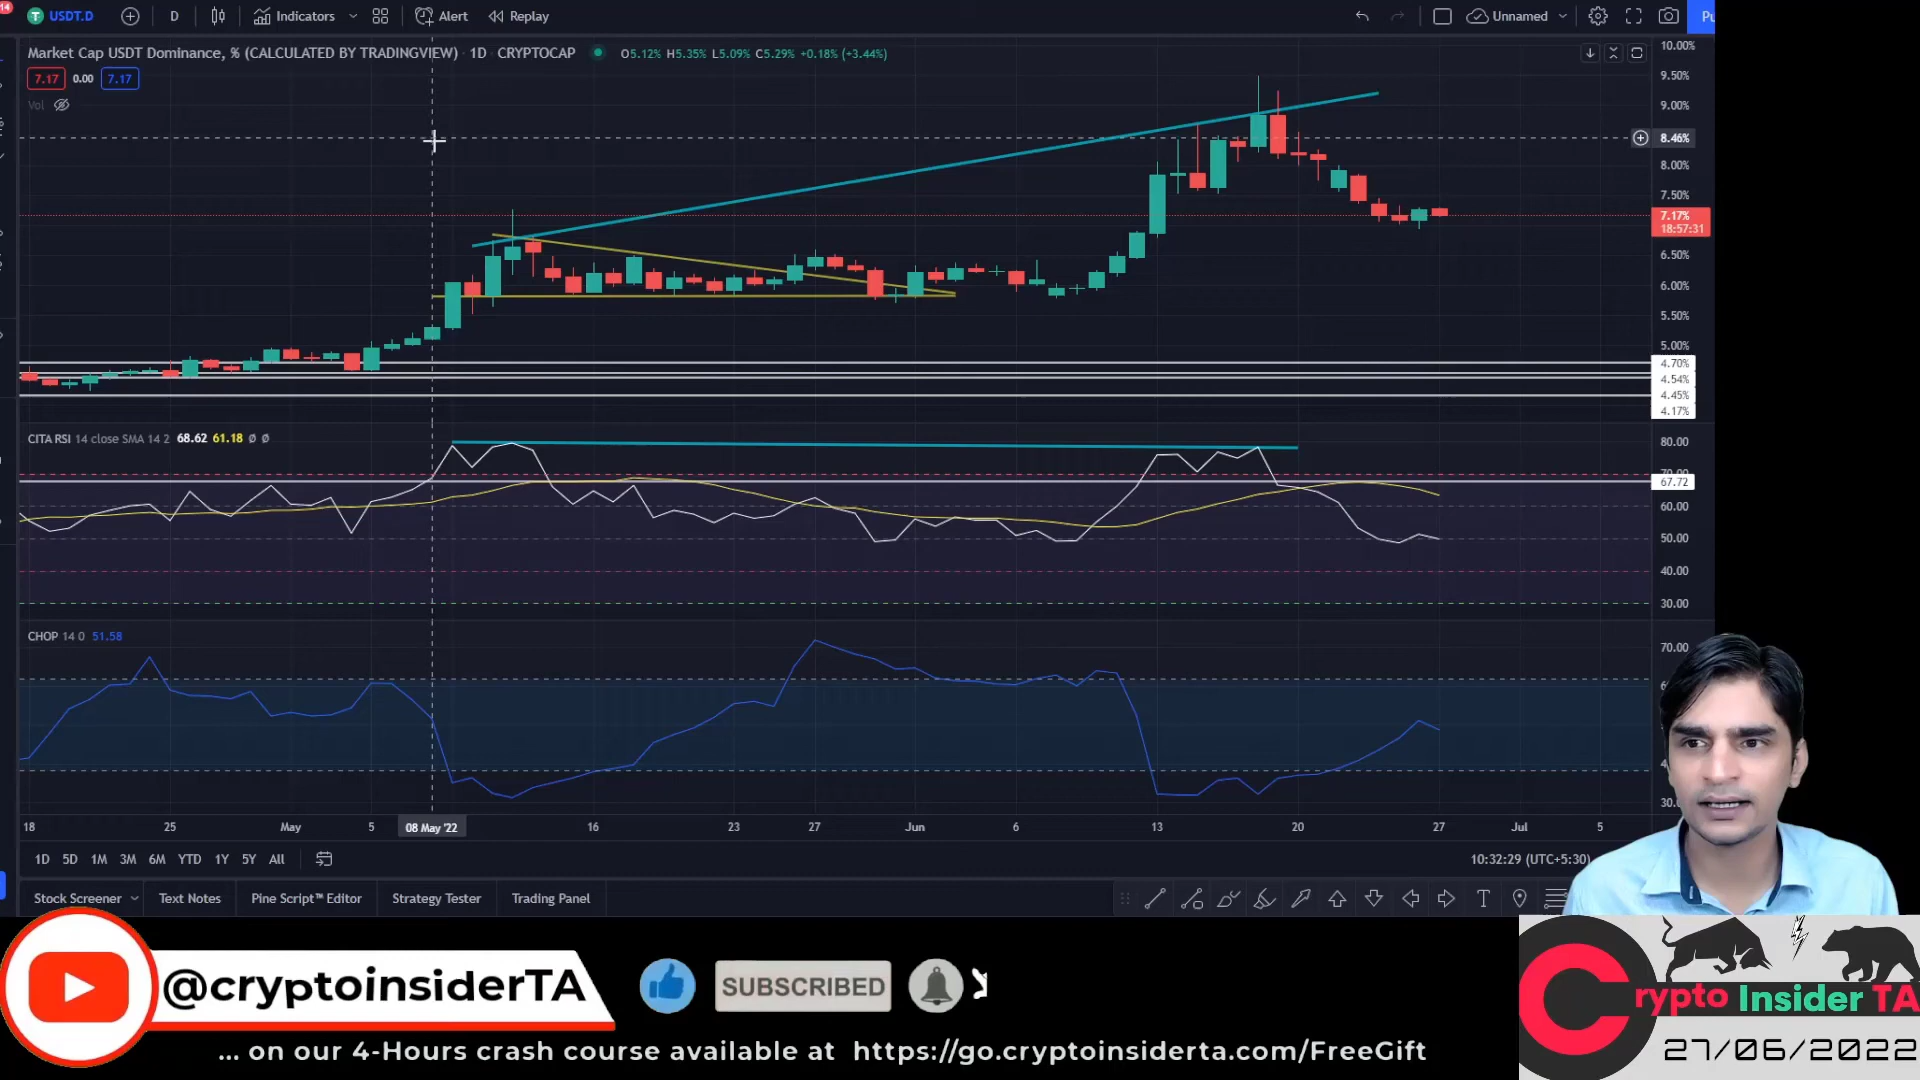 14
USDT.D
D
Indicators
Alert
Replay
Unnamed
Pu
Market Cap USDT Dominance, % (CALCULATED BY TRADINGVIEW) · 1D · CRYPTOCAP
O5.12% H5.35% L5.09% C5.29% +0.18% (+3.44%)
7.17 0.00 7.17
Vol
10.00%
9.50%
9.00%
8.46%
8.00%
7.50%
7.17%
18:57:31
6.50%
6.00%
5.50%
5.00%
4.70%
4.54%
4.45%
4.17%
CITA RSI 14 close SMA 14 2 68.62 61.18 ∅ ∅
80.00
70.00
67.72
60.00
50.00
40.00
30.00
CHOP 14 0 51.58
70.00
18 25 May 5 08 May '22 16 23 27 Jun 6 13 20 27 Jul 5
1D 5D 1M 3M 6M YTD 1Y 5Y All
10:32:29 (UTC+5:30)
Stock Screener Text Notes Pine Script™ Editor Strategy Tester Trading Panel
@cryptoinsiderTA
SUBSCRIBED
Crypto Insider TA
... on our 4-Hours crash course available at https://go.cryptoinsiderta.com/FreeGift
27/06/2022